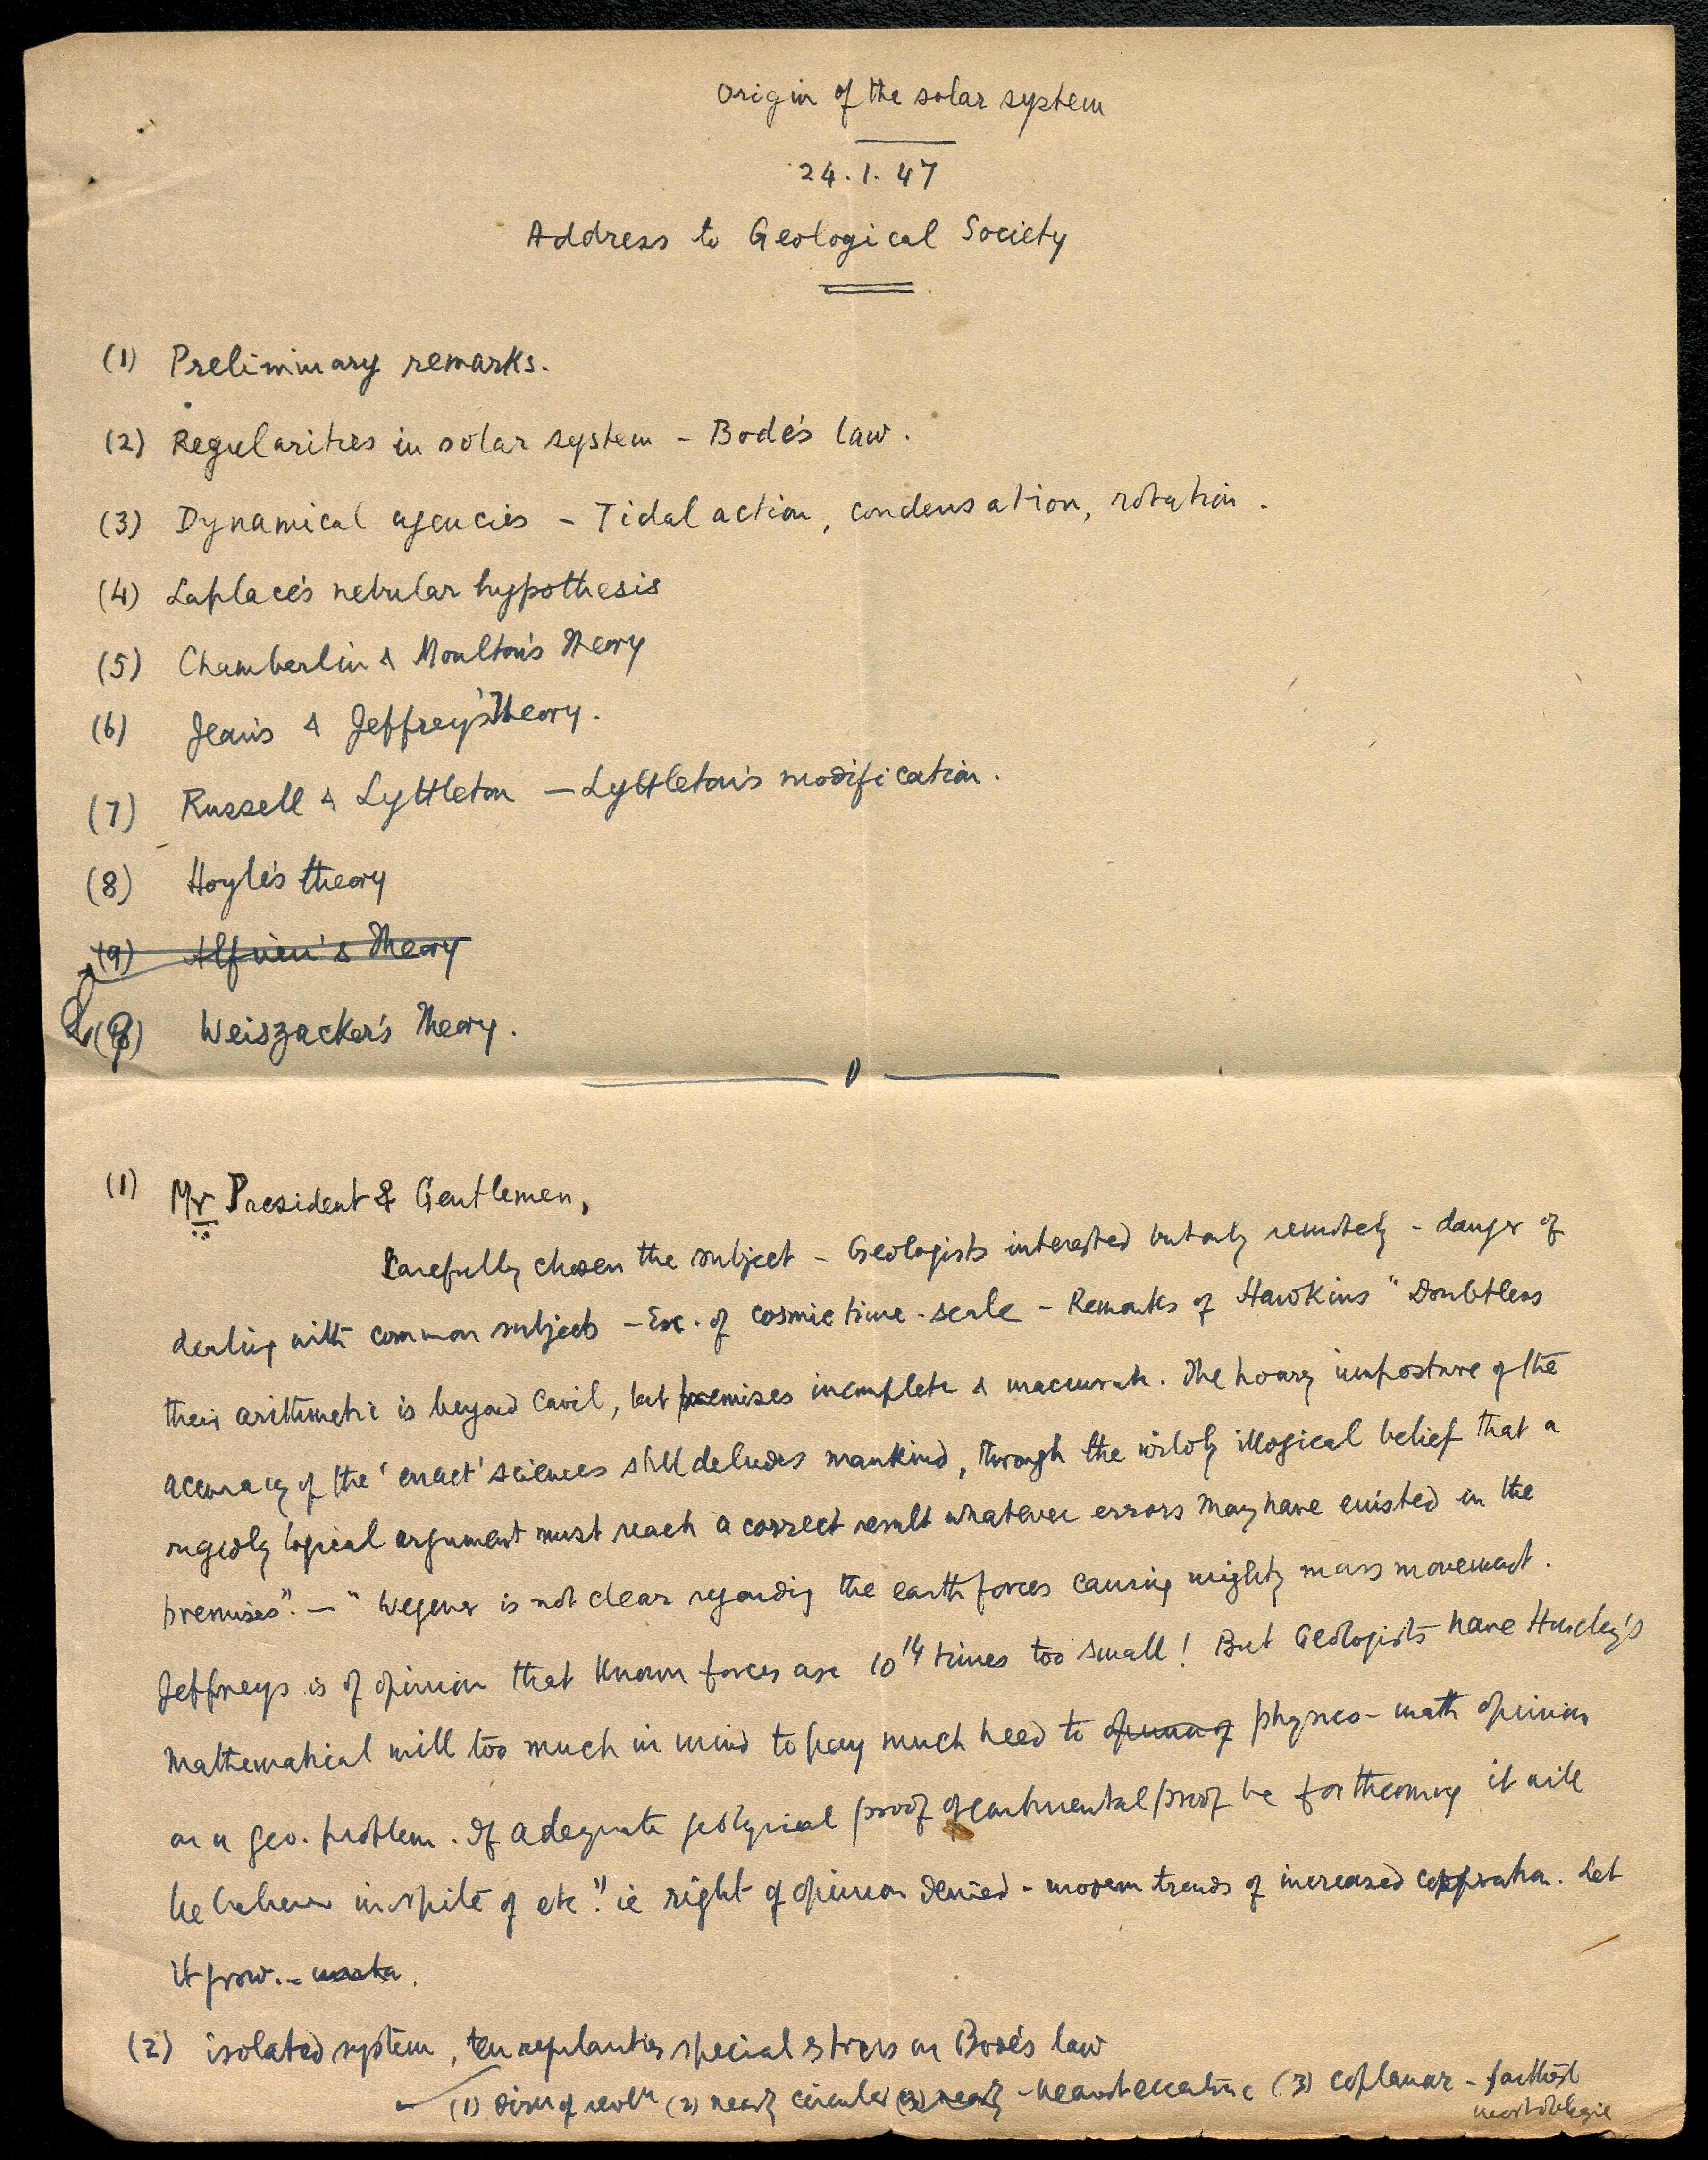 Origin of the solar system
24.1.47
Address to Geological Society
(1) Preliminary remarks.
(2) Regularities in solar system - Bode's law.
(3) Dynamical agencies - Tidal action, condensation, rotation.
(4) Laplace's nebular hypothesis
(5) Chamberlin & Moulton's Theory
(6) Jeans & Jeffrey's Theory.
(7) Russell & Lyttleton - Lyttleton's modification.
(8) Hoyle's theory
(9) Alfvén's Theory
(9) Weiszacker's Theory.
(1) Mr President & Gentlemen,
Carefully chosen the subject - Geologists interested but only remotely - danger of
dealing with common subjects - Ex. of cosmic time-scale - Remarks of Hawkins "Doubtless
their arithmetic is beyond cavil, but premises incomplete & inaccurate. The hoary imposture of the
accuracy of the 'exact' sciences still deludes mankind, through the wildly illogical belief that a
rigidly logical argument must reach a correct result whatever errors may have existed in the
premises". - "Wegener is not clear regarding the earth forces causing mighty mass movement.
Jeffreys is of opinion that known forces are 10^14 times too small! But Geologists have Huxley's
Mathematical mill too much in mind to pay much heed to physico-math opinion
on a geo. problem. If adequate geological proof of continental proof be forthcoming it will
be believed in spite of etc." ie right of opinion denied - modern trends of increased cooperation. Let
it grow. -
(2) isolated system, ten regularities special stress on Bode's law
(1) dirn of revoln (2) nearly circular - eccentric (3) coplanar - farthest